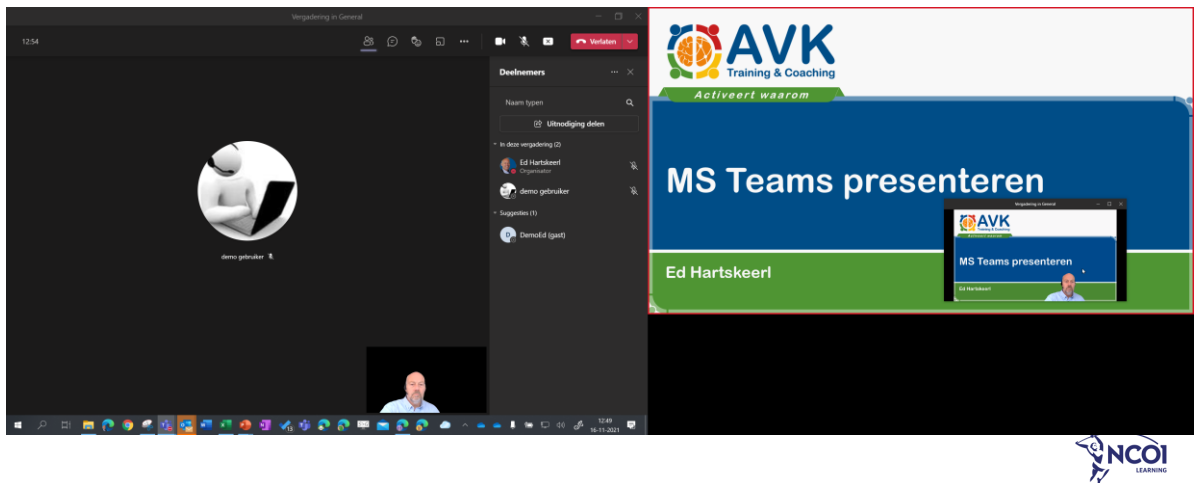 Vergadering in General
12:54
Verlaten
Deelnemers
Naam typen
Uitnodiging delen
In deze vergadering (2)
Ed Hartskeerl
Organisator
demo gebruiker
Suggesties (1)
D
DemoEd (gast)
demo gebruiker
13
12:49
16-11-2021
AVK
Training & Coaching
Activeert waarom
MS Teams presenteren
Ed Hartskeerl
Vergadering in General
AVK
Training & Coaching
MS Teams presenteren
Ed Hartskeerl
NCOI
LEARNING